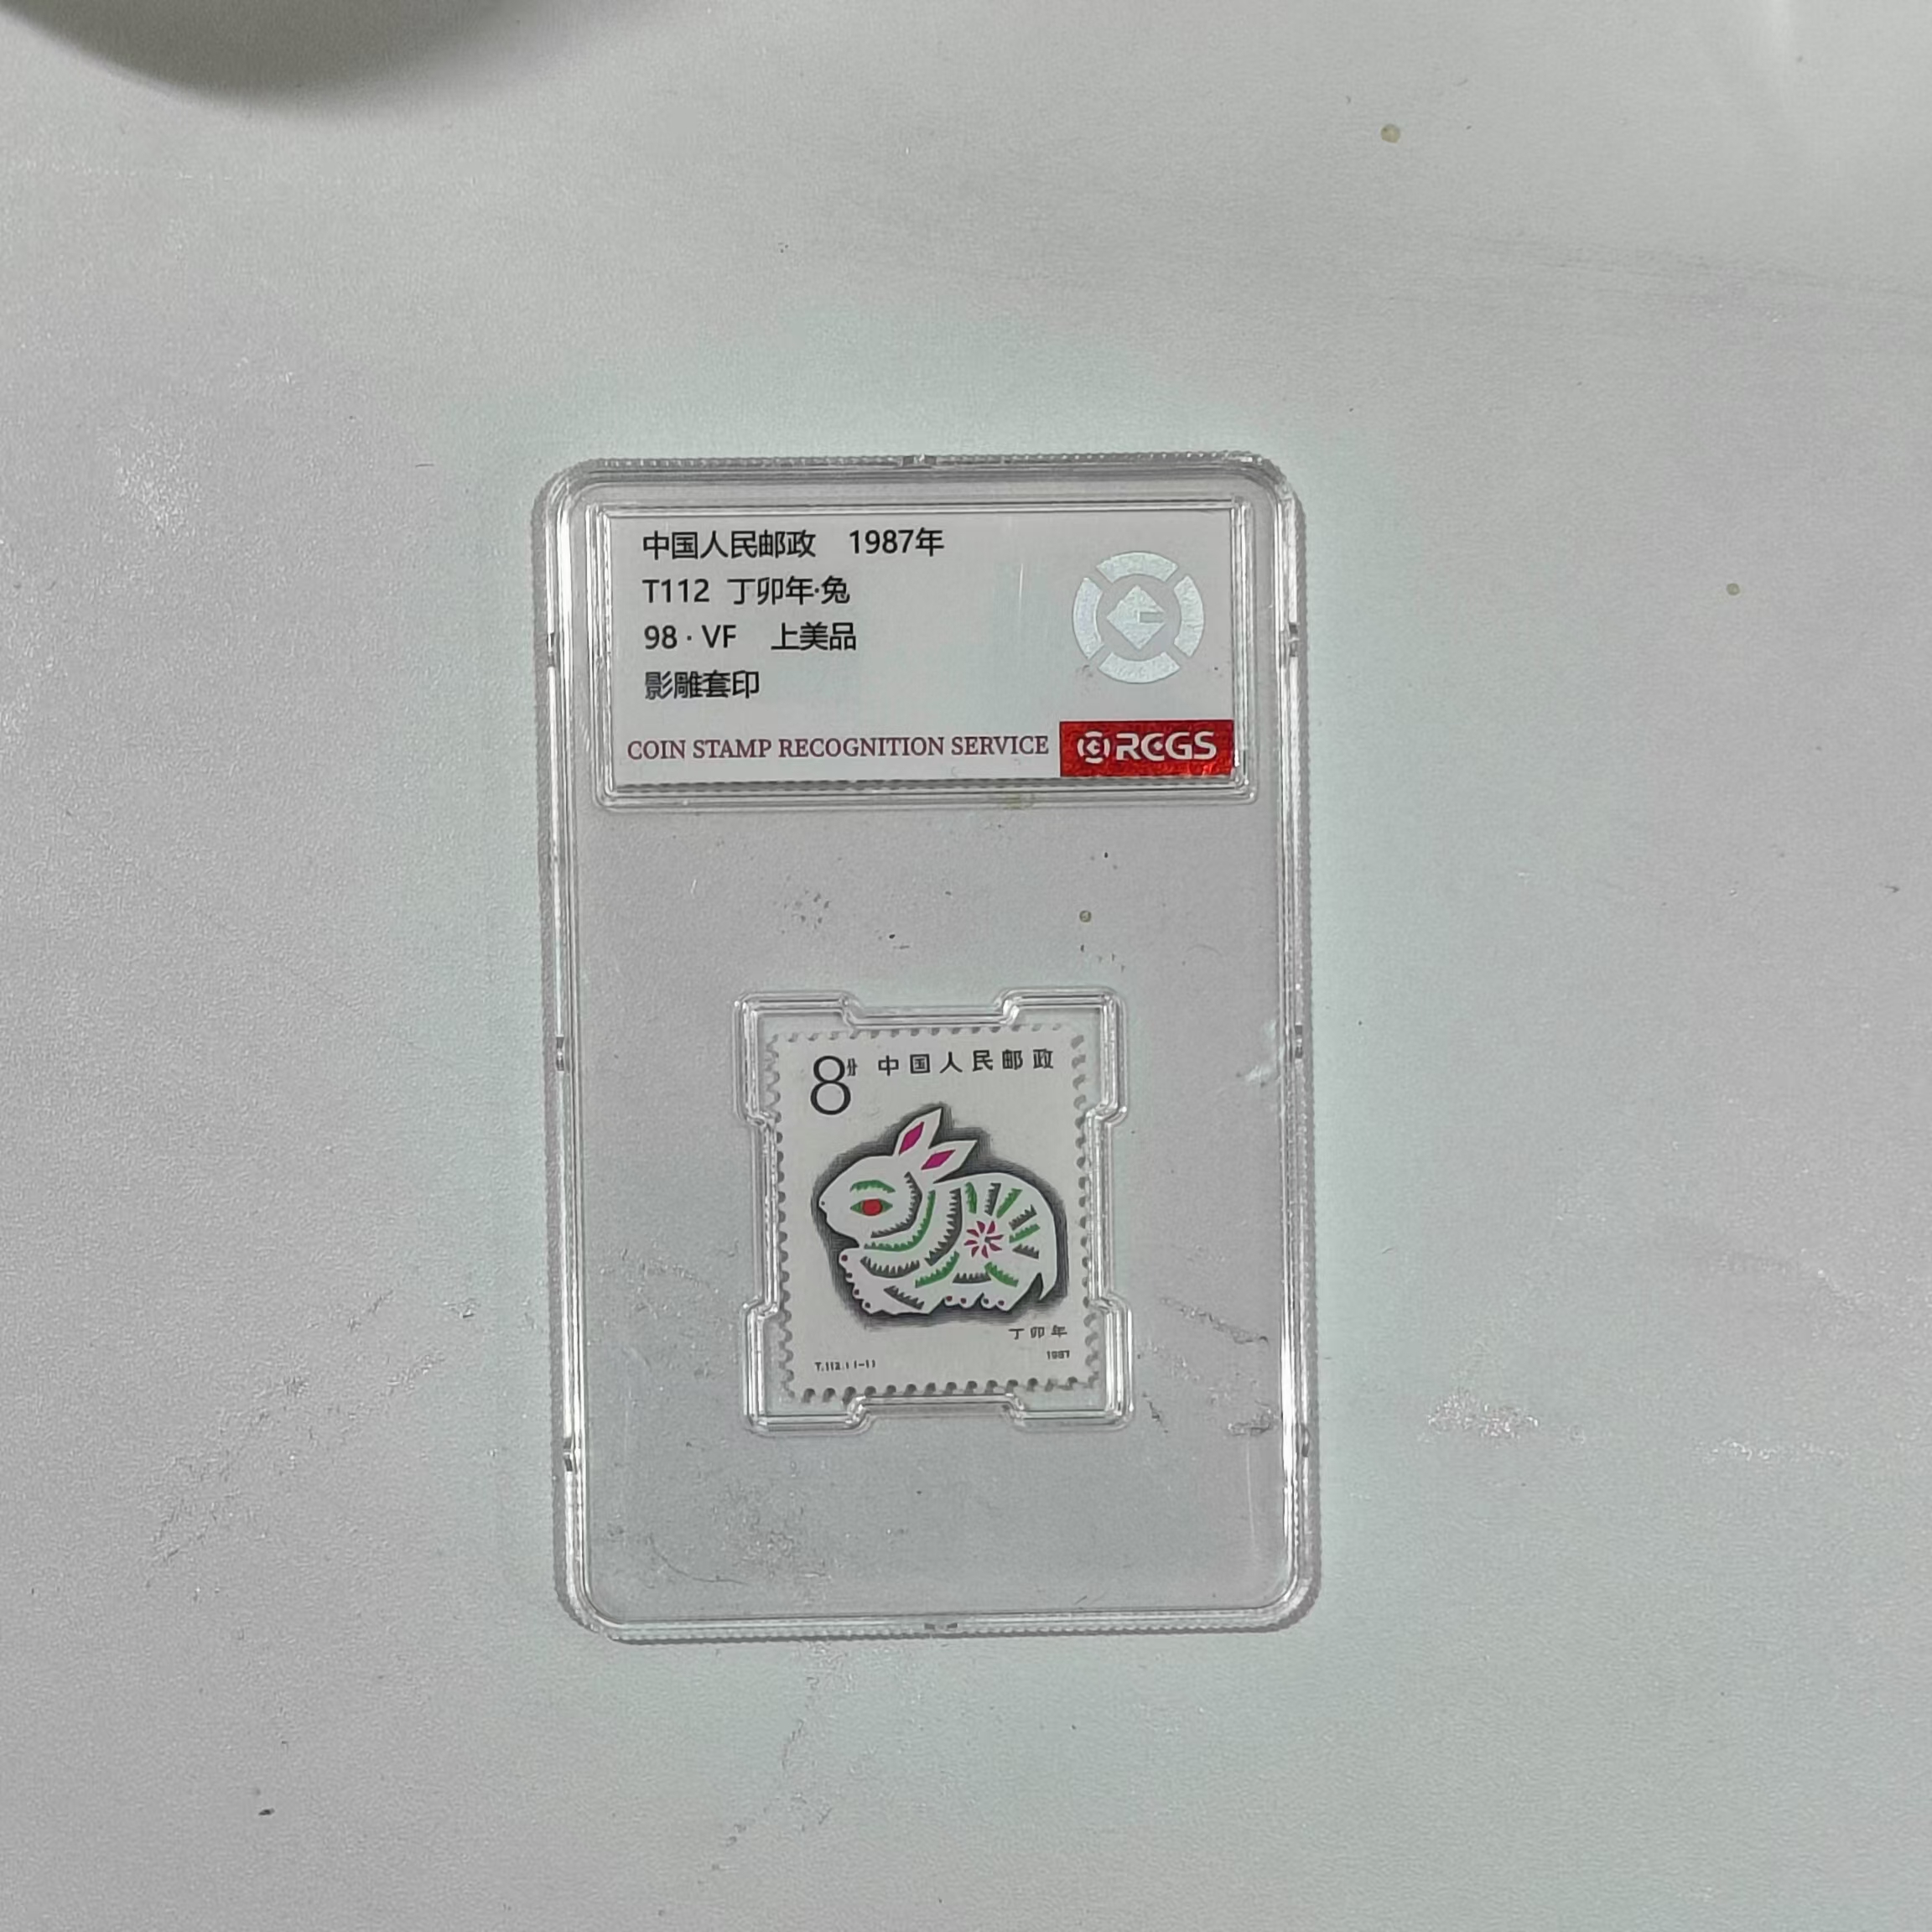 中国人民邮政 1987年
T112 丁卯年·兔
98 · VF 上美品
影雕套印
COIN STAMP RECOGNITION SERVICE RCGS
8分 中国人民邮政
丁卯年
T.112.(1-1) 1987